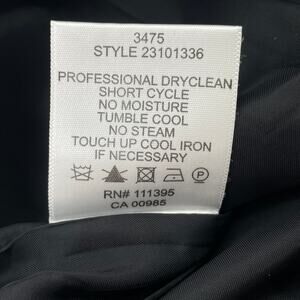 3475
STYLE 23101336
PROFESSIONAL DRYCLEAN
SHORT CYCLE
NO MOISTURE
TUMBLE COOL
NO STEAM
TOUCH UP COOL IRON
IF NECESSARY
P
RN# 111395
CA 00985